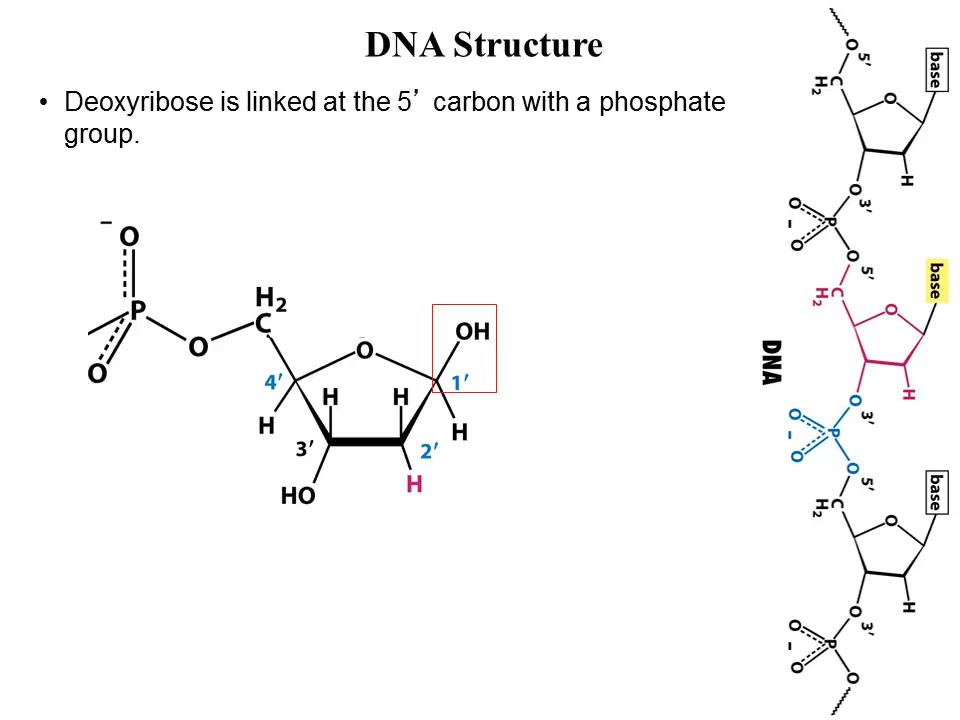 DNA Structure
• Deoxyribose is linked at the 5’ carbon with a phosphate
group.
–
O
P
O
O
H2
C
O
OH
4′
1′
H
H
H
H
3′
2′
HO
H
O
5′
C
H2
O
base
H
O
3′
O
P
-
O
O
5′
C
H2
O
base
H
DNA
O
3′
O
P
-
O
O
5′
C
H2
O
base
H
O
3′
O
P
-
O
O